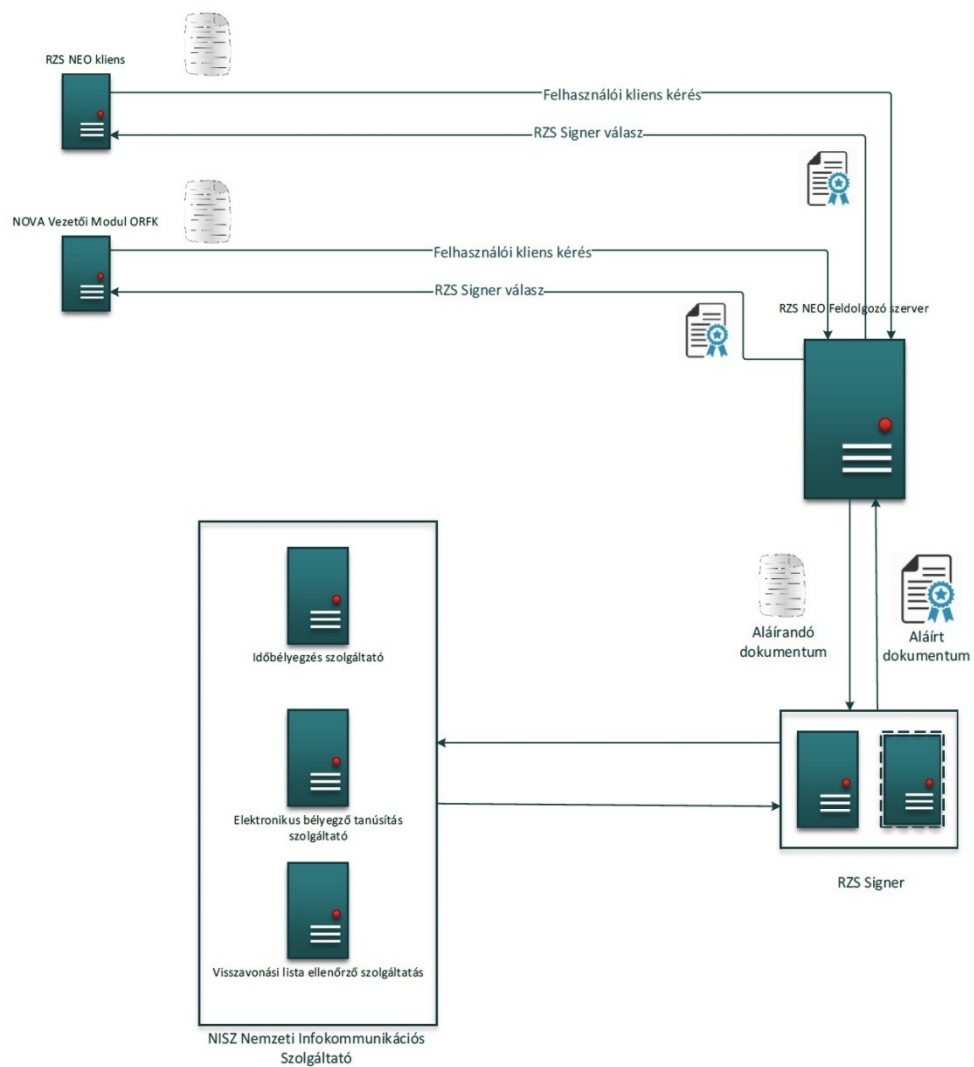 RZS NEO kliens
Felhasználói kliens kérés
RZS Signer válasz
NOVA Vezetői Modul ORFK
Felhasználói kliens kérés
RZS Signer válasz
RZS NEO Feldolgozó szerver
Időbélyegzés szolgáltató
Aláírandó
dokumentum
Aláírt
dokumentum
Elektronikus bélyegző tanúsítás
szolgáltató
Visszavonási lista ellenőrző szolgáltatás
RZS Signer
NISZ Nemzeti Infokommunikációs
Szolgáltató